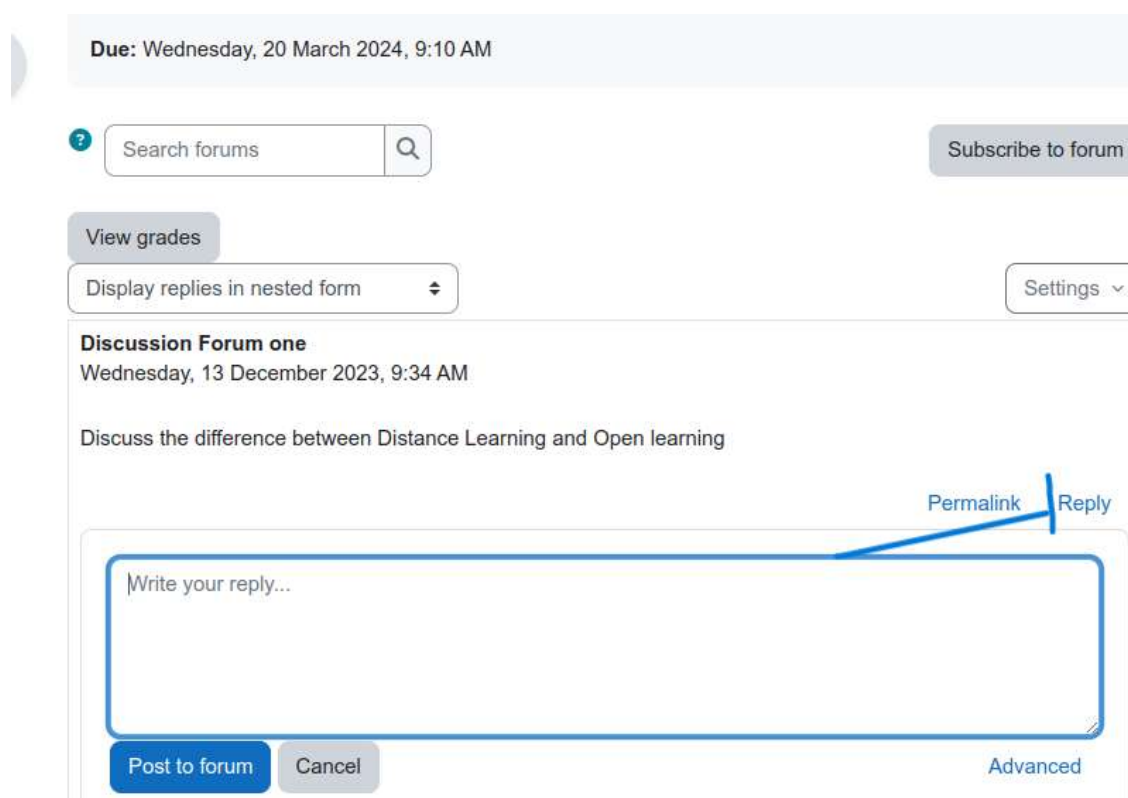 Due: Wednesday, 20 March 2024, 9:10 AM
? Search forums
Subscribe to forum
View grades
Display replies in nested form
Settings
Discussion Forum one
Wednesday, 13 December 2023, 9:34 AM
Discuss the difference between Distance Learning and Open learning
Permalink Reply
Write your reply...
Post to forum Cancel Advanced